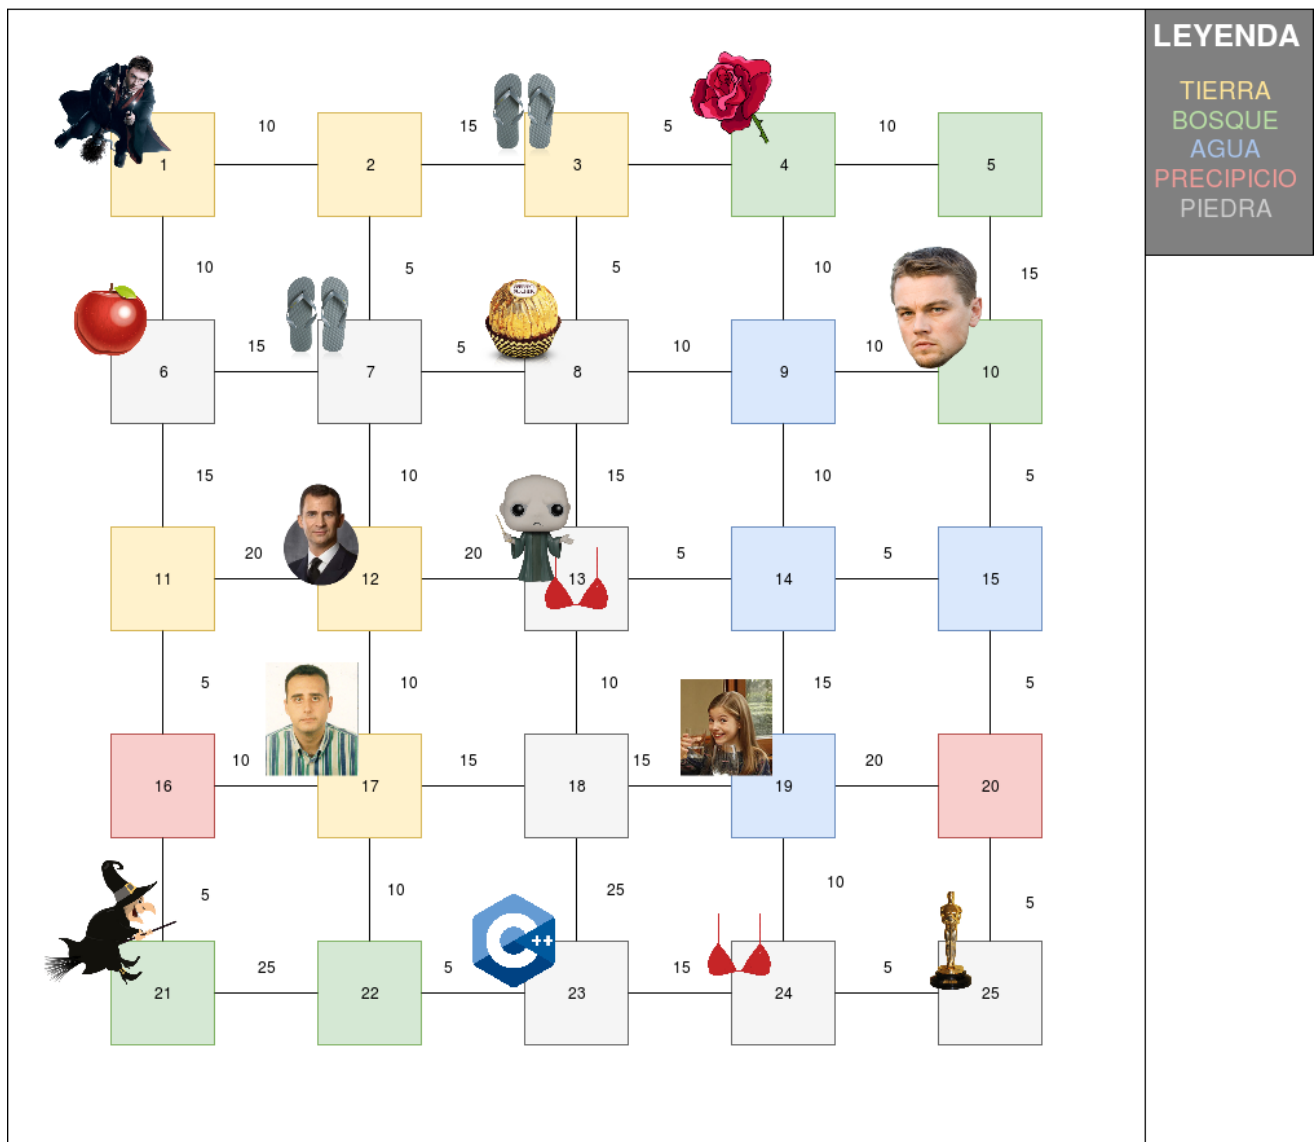 LEYENDA
TIERRA
BOSQUE
AGUA
PRECIPICIO
PIEDRA
10 15 5 10
1 2 3 4 5
10 5 5 10 15
15 5 10 10
6 7 8 9 10
15 10 15 10 5
20 20 5 5
11 12 13 14 15
5 10 10 15 5
10 15 15 20
16 17 18 19 20
5 10 25 10 5
C++
25 5 15 5
21 22 23 24 25